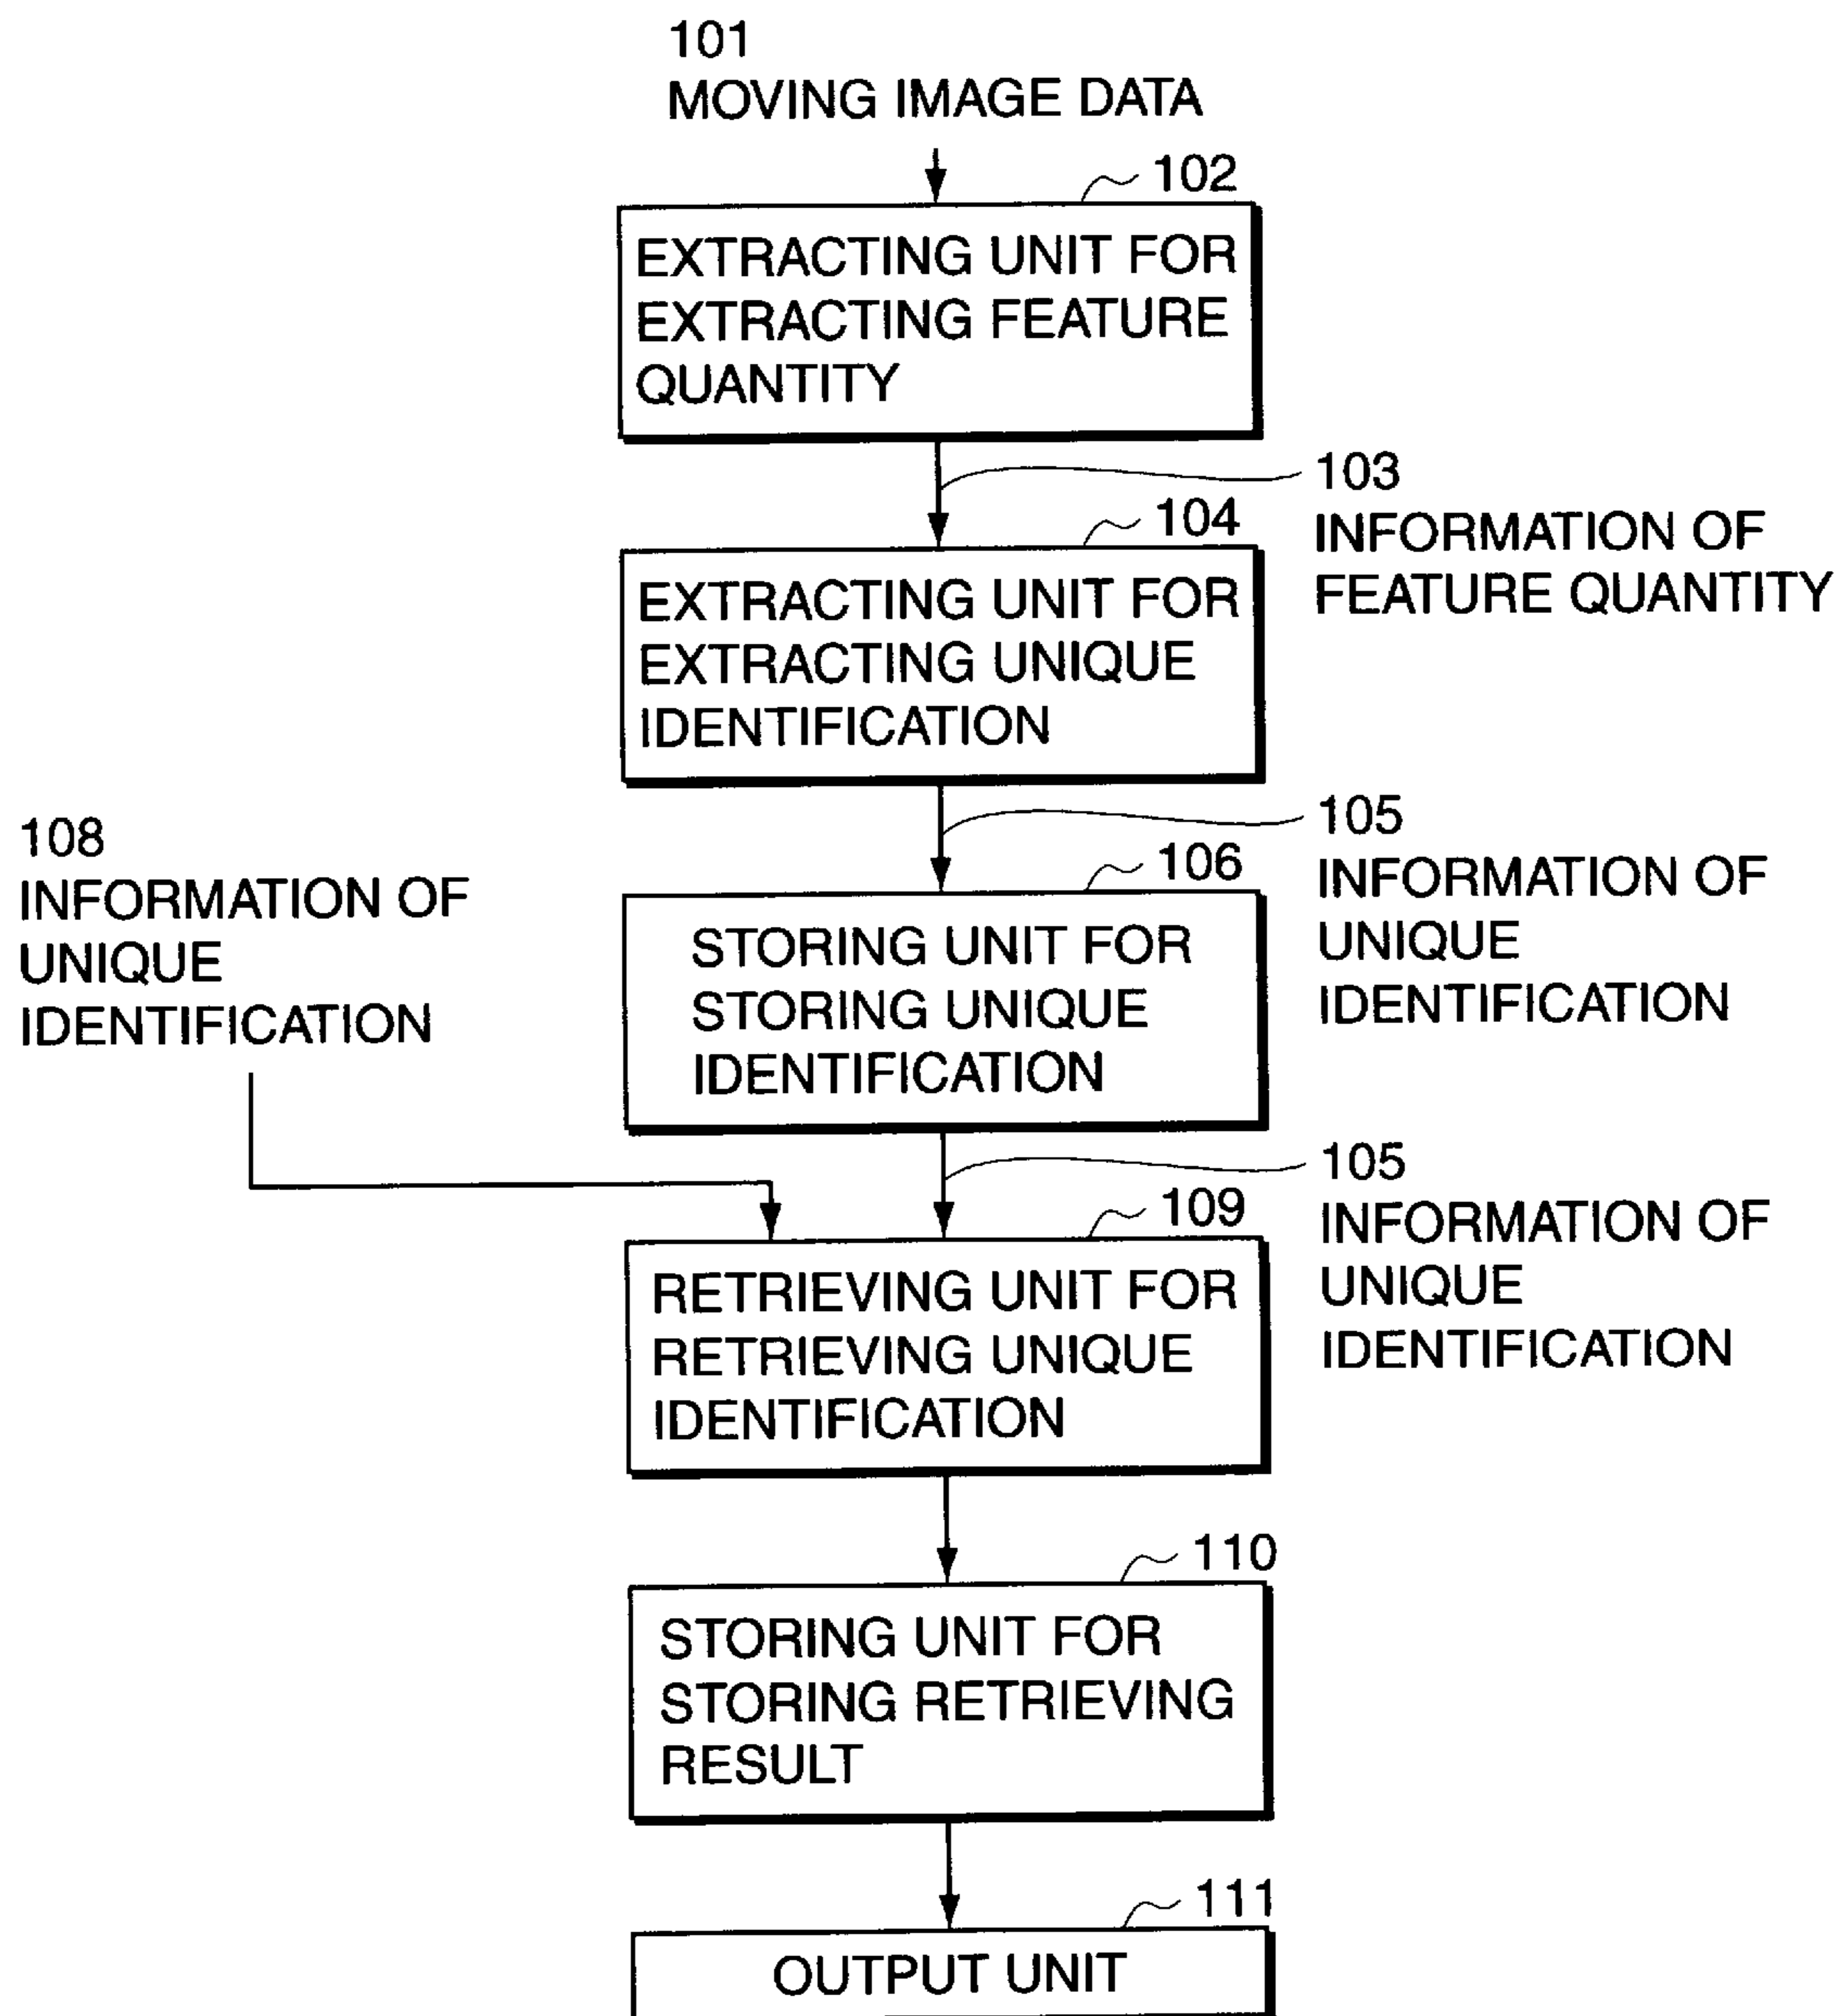 101
MOVING IMAGE DATA
102
EXTRACTING UNIT FOR
EXTRACTING FEATURE
QUANTITY
103
INFORMATION OF
FEATURE QUANTITY
104
EXTRACTING UNIT FOR
EXTRACTING UNIQUE
IDENTIFICATION
105
INFORMATION OF
UNIQUE
IDENTIFICATION
108
INFORMATION OF
UNIQUE
IDENTIFICATION
106
STORING UNIT FOR
STORING UNIQUE
IDENTIFICATION
105
INFORMATION OF
UNIQUE
IDENTIFICATION
109
RETRIEVING UNIT FOR
RETRIEVING UNIQUE
IDENTIFICATION
110
STORING UNIT FOR
STORING RETRIEVING
RESULT
111
OUTPUT UNIT